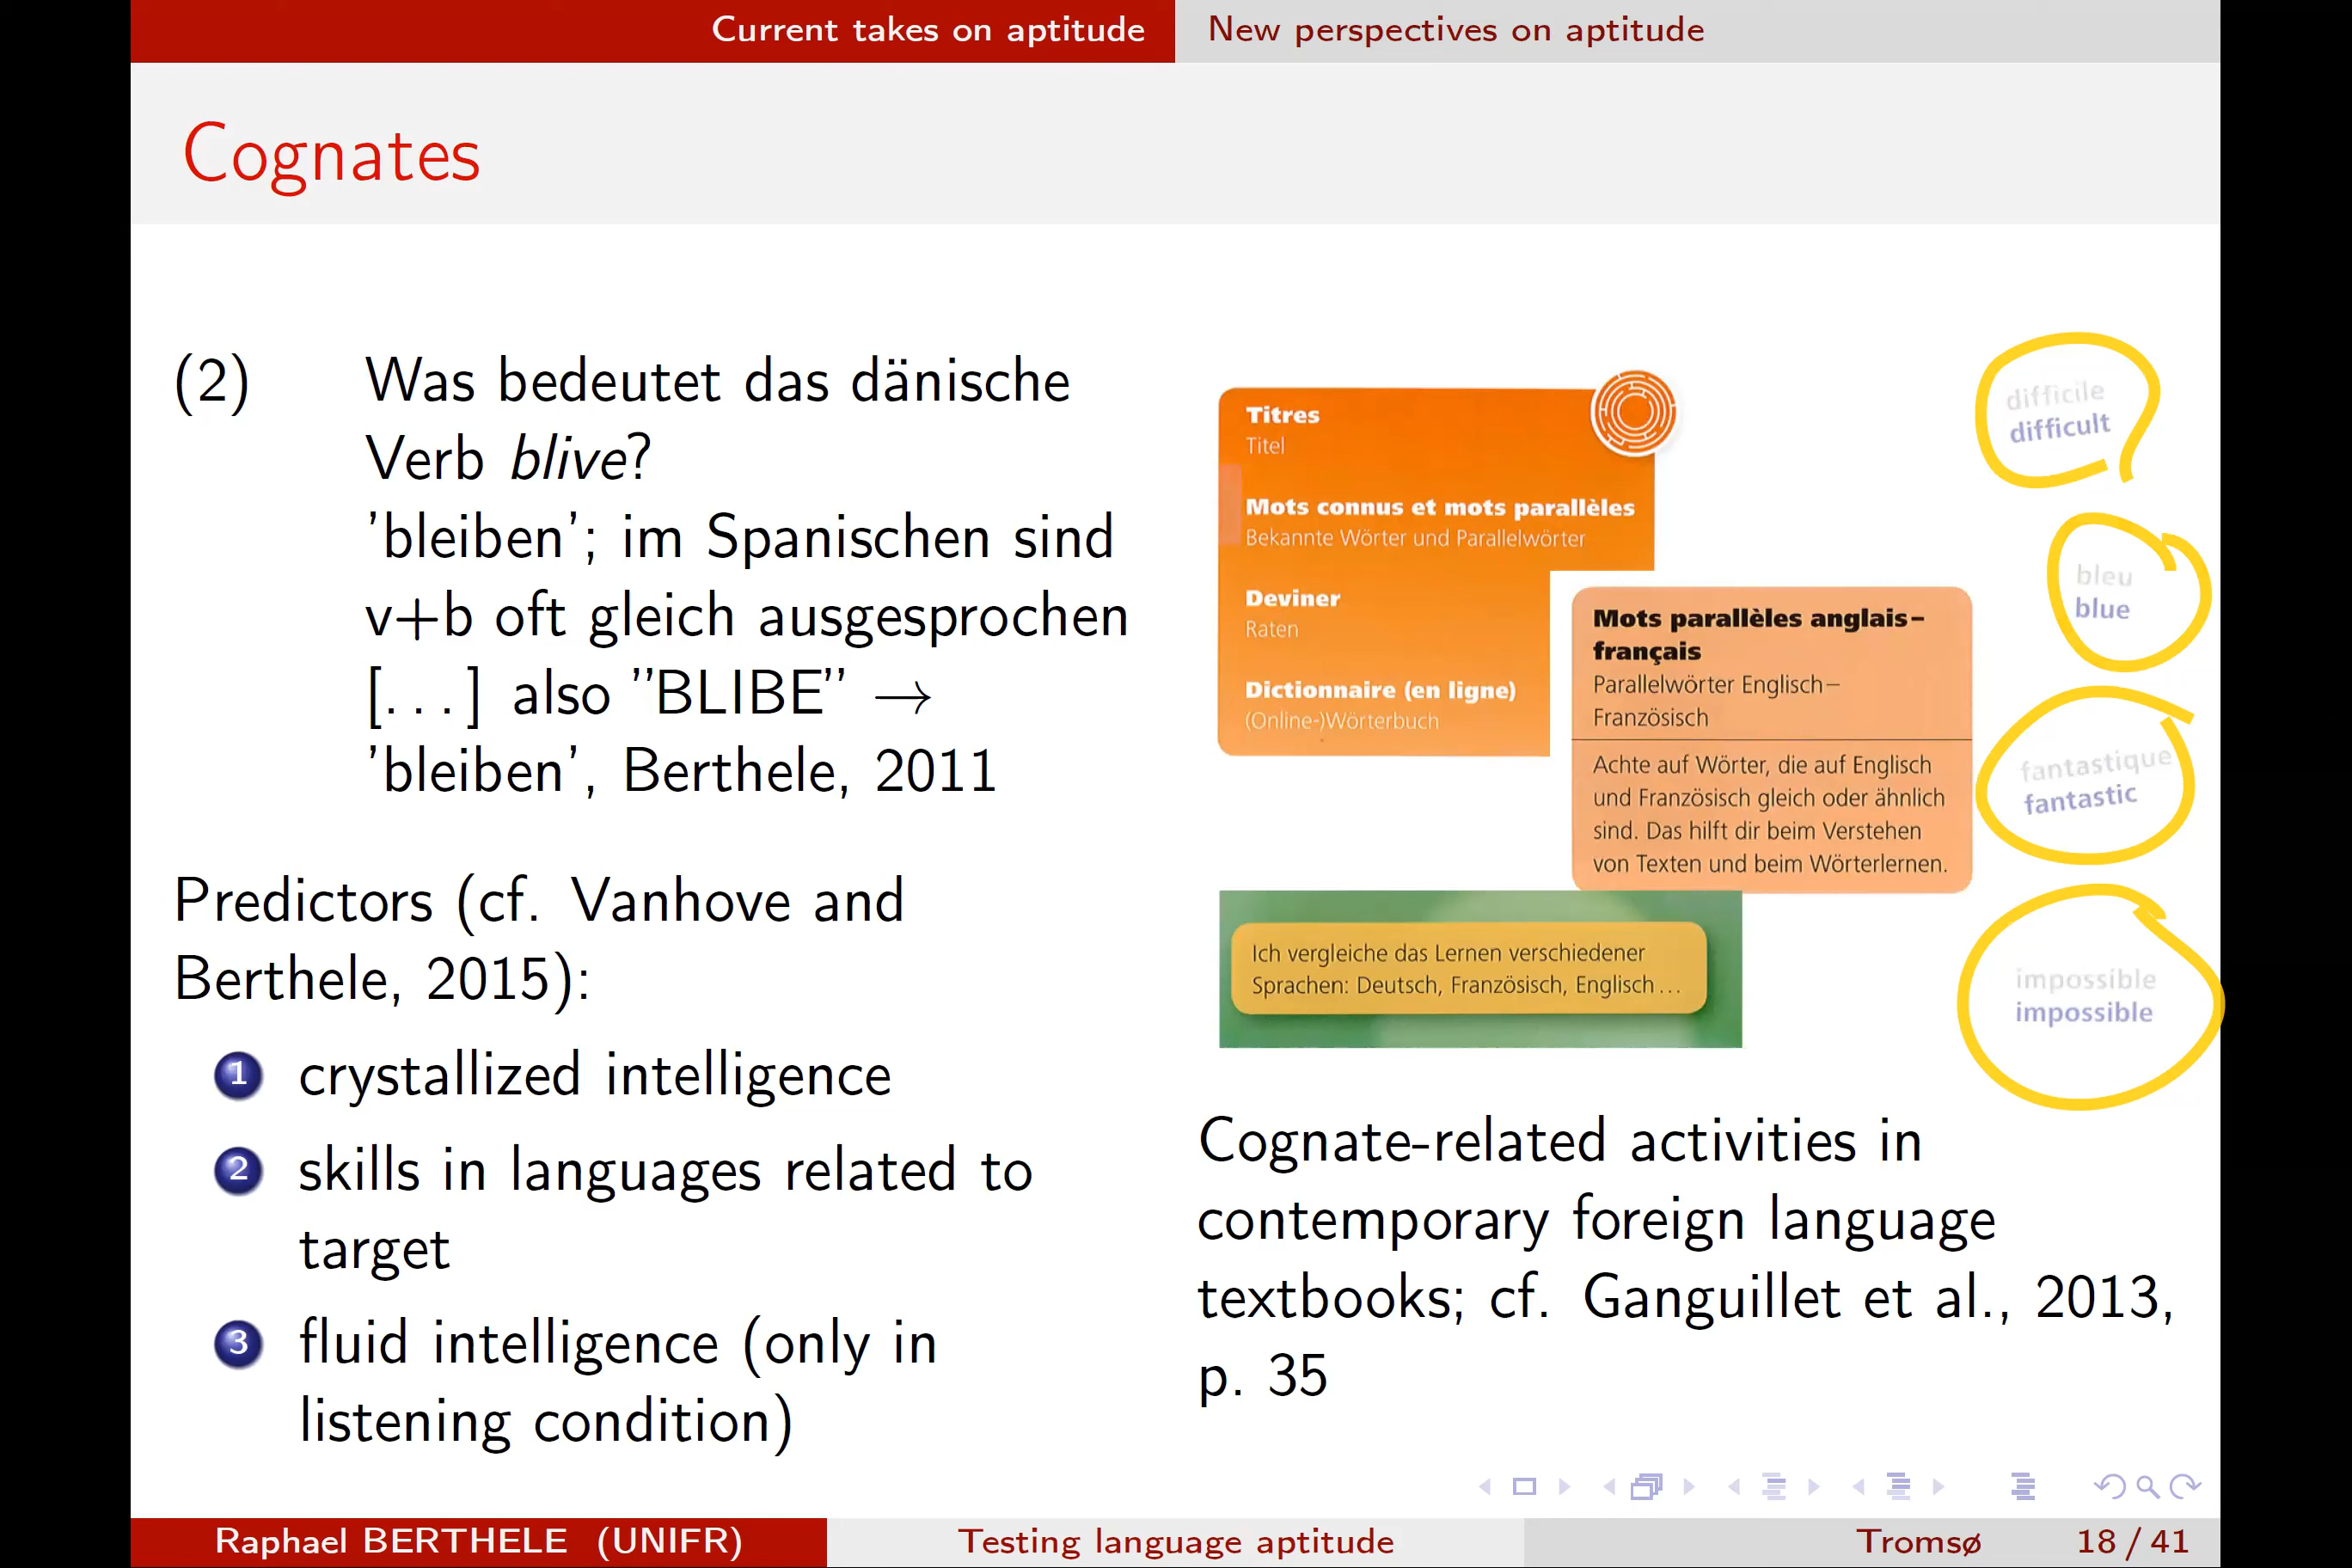 Current takes on aptitude
New perspectives on aptitude
Cognates
(2) Was bedeutet das dänische
Verb blive?
'bleiben'; im Spanischen sind
v+b oft gleich ausgesprochen
[...] also "BLIBE" →
'bleiben', Berthele, 2011
Predictors (cf. Vanhove and
Berthele, 2015):
1 crystallized intelligence
2 skills in languages related to
target
3 fluid intelligence (only in
listening condition)
Titres
Titel
Mots connus et mots parallèles
Bekannte Wörter und Parallelwörter
Deviner
Raten
Dictionnaire (en ligne)
(Online-)Wörterbuch
Mots parallèles anglais–
français
Parallelwörter Englisch–
Französisch
Achte auf Wörter, die auf Englisch
und Französisch gleich oder ähnlich
sind. Das hilft dir beim Verstehen
von Texten und beim Wörterlernen.
difficile
difficult
bleu
blue
fantastique
fantastic
impossible
impossible
Ich vergleiche das Lernen verschiedener
Sprachen: Deutsch, Französisch, Englisch ...
Cognate-related activities in
contemporary foreign language
textbooks; cf. Ganguillet et al., 2013,
p. 35
Raphael BERTHELE (UNIFR)
Testing language aptitude
Tromsø
18 / 41